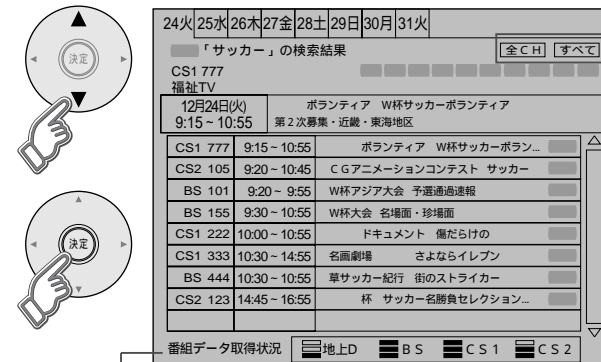 24火 25水 26木 27金 28土 29日 30月 31火
「サッカー」の検索結果 全CH すべて
CS1 777
福祉TV
12月24日(火) ボランティア W杯サッカーボランティア
9:15~10:55 第2次募集・近畿・東海地区
決定
CS1 777 9:15~10:55 ボランティア W杯サッカーボラン...
CS2 105 9:20~10:45 CGアニメーションコンテスト サッカー
BS 101 9:20~ 9:55 W杯アジア大会 予選通過速報
BS 155 9:30~10:55 W杯大会 名場面・珍場面
CS1 222 10:00~10:55 ドキュメント 傷だらけの
CS1 333 10:30~14:55 名画劇場 さよならイレブン
BS 444 10:30~10:55 草サッカー紀行 街のストライカー
CS2 123 14:45~16:55 杯 サッカー名勝負セレクション...
決定
番組データ取得状況 地上D BS CS1 CS2